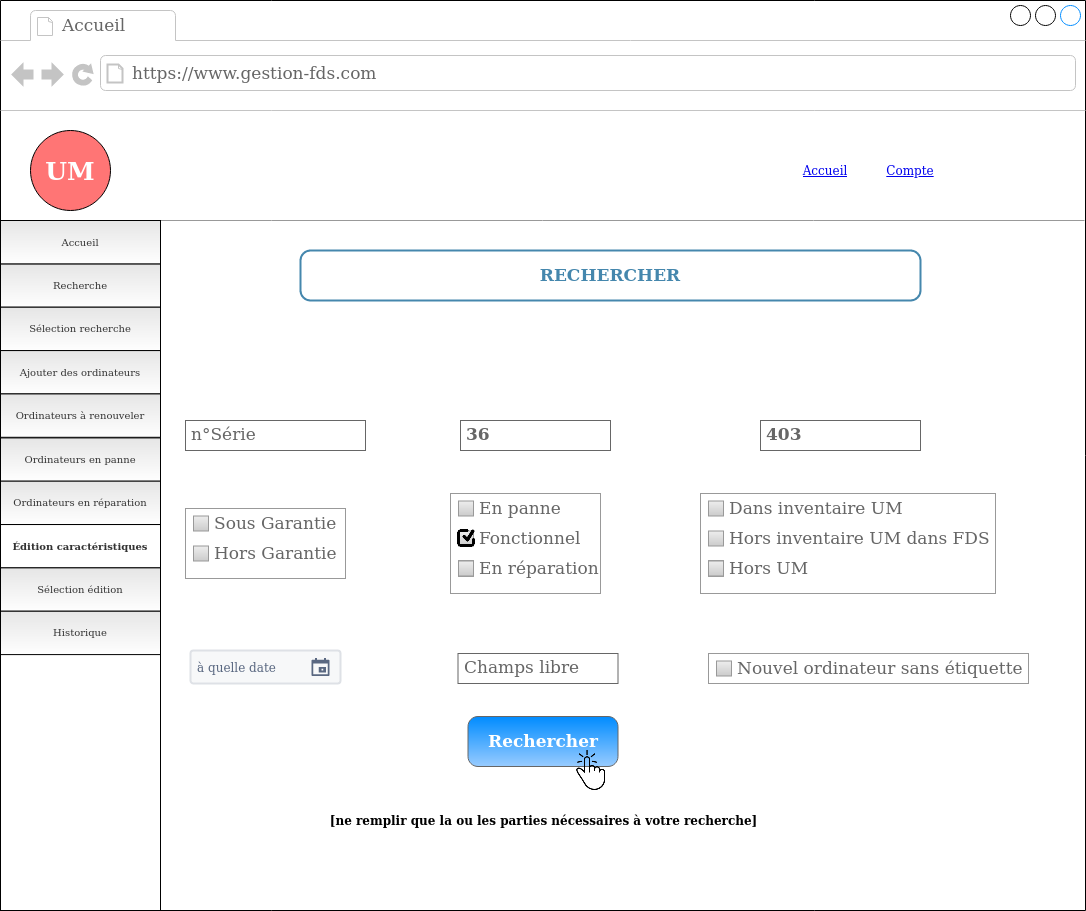 Accueil
https://www.gestion-fds.com
UM
Accueil
Compte
Accueil
Recherche
Sélection recherche
Ajouter des ordinateurs
Ordinateurs à renouveler
Ordinateurs en panne
Ordinateurs en réparation
Édition caractéristiques
Sélection édition
Historique
RECHERCHER
n°Série
36
403
Sous Garantie
Hors Garantie
En panne
Fonctionnel
En réparation
Dans inventaire UM
Hors inventaire UM dans FDS
Hors UM
à quelle date
Champs libre
Nouvel ordinateur sans étiquette
Rechercher
[ne remplir que la ou les parties nécessaires à votre recherche]